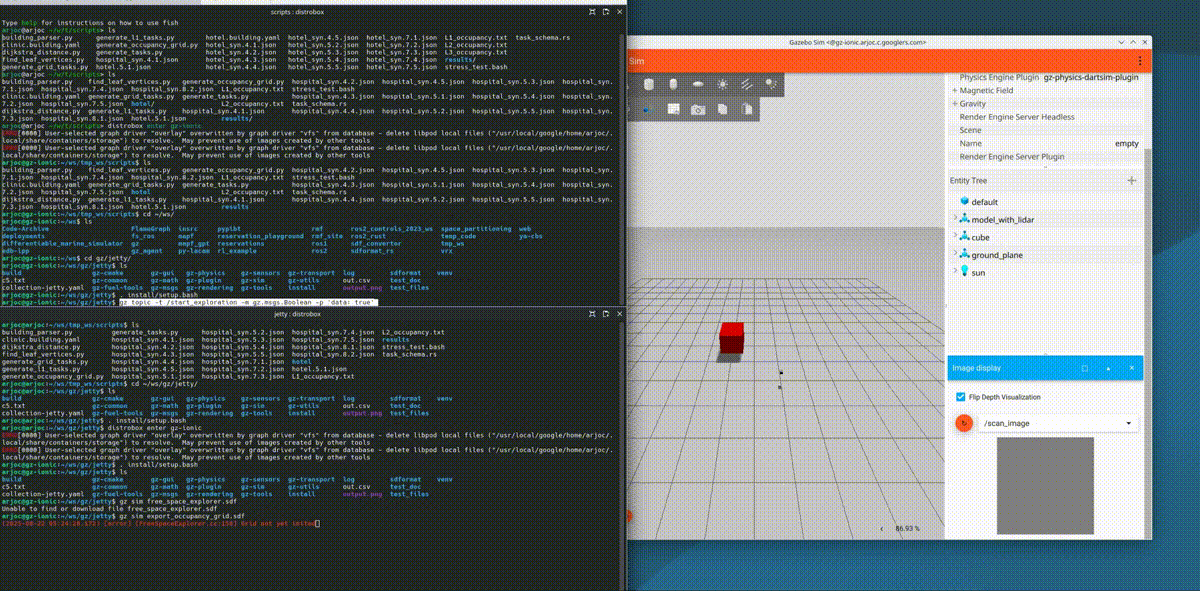 scripts : distrobox
Type help for instructions on how to use fish
arjoc@arjoc ~/w/t/scripts> ls
building_parser.py generate_l1_tasks.py hotel.building.yaml hotel_syn.4.5.json hotel_syn.7.1.json L1_occupancy.txt task_schema.rs
clinic.building.yaml generate_occupancy_grid.py hotel_syn.4.1.json hotel_syn.5.2.json hotel_syn.7.2.json L2_occupancy.txt
dijkstra_distance.py generate_tasks.py hotel_syn.4.2.json hotel_syn.5.3.json hotel_syn.7.3.json L3_occupancy.txt
find_leaf_vertices.py hospital_syn.4.1.json hotel_syn.4.3.json hotel_syn.5.4.json hotel_syn.7.4.json results/
generate_grid_tasks.py hotel.5.1.json hotel_syn.4.4.json hotel_syn.5.5.json hotel_syn.7.5.json stress_test.bash
arjoc@arjoc ~/w/t/scripts> ls
building_parser.py find_leaf_vertices.py generate_occupancy_grid.py hospital_syn.4.2.json hospital_syn.4.5.json hospital_syn.5.3.json hospital_syn.
7.1.json hospital_syn.7.4.json hospital_syn.8.2.json L1_occupancy.txt stress_test.bash
clinic.building.yaml generate_grid_tasks.py generate_tasks.py hospital_syn.4.3.json hospital_syn.5.1.json hospital_syn.5.4.json hospital_syn.
7.2.json hospital_syn.7.5.json hotel/ L2_occupancy.txt task_schema.rs
dijkstra_distance.py generate_l1_tasks.py hospital_syn.4.1.json hospital_syn.4.4.json hospital_syn.5.2.json hospital_syn.5.5.json hospital_syn.
7.3.json hospital_syn.8.1.json hotel.5.1.json results/
arjoc@arjoc ~/w/t/scripts> distrobox enter gz-ionic
[0000] User-selected graph driver "overlay" overwritten by graph driver "vfs" from database - delete libpod local files ("/usr/local/google/home/arjoc/.
local/share/containers/storage") to resolve. May prevent use of images created by other tools
[0000] User-selected graph driver "overlay" overwritten by graph driver "vfs" from database - delete libpod local files ("/usr/local/google/home/arjoc/.
local/share/containers/storage") to resolve. May prevent use of images created by other tools
arjoc@gz-ionic:~/ws/tmp_ws/scripts$ ls
building_parser.py find_leaf_vertices.py generate_occupancy_grid.py hospital_syn.4.2.json hospital_syn.4.5.json hospital_syn.5.3.json hospital_syn.
7.1.json hospital_syn.7.4.json hospital_syn.8.2.json L1_occupancy.txt stress_test.bash
clinic.building.yaml generate_grid_tasks.py generate_tasks.py hospital_syn.4.3.json hospital_syn.5.1.json hospital_syn.5.4.json hospital_syn.
7.2.json hospital_syn.7.5.json hotel L2_occupancy.txt task_schema.rs
dijkstra_distance.py generate_l1_tasks.py hospital_syn.4.1.json hospital_syn.4.4.json hospital_syn.5.2.json hospital_syn.5.5.json hospital_syn.
7.3.json hospital_syn.8.1.json hotel.5.1.json results
arjoc@gz-ionic:~/ws/tmp_ws/scripts$ cd ~/ws/
arjoc@gz-ionic:~/ws$ ls
Code-Archive FlameGraph insrc pypibt rmf ros2_controls_2023_ws space_partitioning web
deployments fs_ros mapf reservation_playground rmf_site ros2_rust temp_code ym-cbs
differentiable_marine_simulator gz mapf_gpt reservations ros1 sdf_convertor tmp_ws
edb-ipp gz_agent py-lacam rl_example ros2 sdformat_rs vrx
arjoc@gz-ionic:~/ws$ cd gz/jetty/
arjoc@gz-ionic:~/ws/gz/jetty$ ls
build gz-cmake gz-gui gz-physics gz-sensors gz-transport log sdformat venv
c5.txt gz-common gz-math gz-plugin gz-sim gz-utils out.csv test_doc
collection-jetty.yaml gz-fuel-tools gz-msgs gz-rendering gz-tools install output.png test_files
arjoc@gz-ionic:~/ws/gz/jetty$ . install/setup.bash
arjoc@gz-ionic:~/ws/gz/jetty$ gz topic -t /start_exploration -m gz.msgs.Boolean -p 'data: true'
jetty : distrobox
arjoc@arjoc:~/ws/tmp_ws/scripts$ ls
building_parser.py generate_tasks.py hospital_syn.5.2.json hospital_syn.7.4.json L2_occupancy.txt
clinic.building.yaml hospital_syn.4.1.json hospital_syn.5.3.json hospital_syn.7.5.json results
dijkstra_distance.py hospital_syn.4.2.json hospital_syn.5.4.json hospital_syn.8.1.json stress_test.bash
find_leaf_vertices.py hospital_syn.4.3.json hospital_syn.5.5.json hospital_syn.8.2.json task_schema.rs
generate_grid_tasks.py hospital_syn.4.4.json hospital_syn.7.1.json hotel
generate_l1_tasks.py hospital_syn.4.5.json hospital_syn.7.2.json hotel.5.1.json
generate_occupancy_grid.py hospital_syn.5.1.json hospital_syn.7.3.json L1_occupancy.txt
arjoc@arjoc:~/ws/tmp_ws/scripts$ cd ~/ws/gz/jetty/
arjoc@arjoc:~/ws/gz/jetty$ ls
build gz-cmake gz-gui gz-physics gz-sensors gz-transport log sdformat venv
c5.txt gz-common gz-math gz-plugin gz-sim gz-utils out.csv test_doc
collection-jetty.yaml gz-fuel-tools gz-msgs gz-rendering gz-tools install output.png test_files
arjoc@arjoc:~/ws/gz/jetty$ . install/setup.bash
arjoc@arjoc:~/ws/gz/jetty$ distrobox enter gz-ionic
[0000] User-selected graph driver "overlay" overwritten by graph driver "vfs" from database - delete libpod local files ("/usr/local/google/home/arjoc/.
local/share/containers/storage") to resolve. May prevent use of images created by other tools
[0000] User-selected graph driver "overlay" overwritten by graph driver "vfs" from database - delete libpod local files ("/usr/local/google/home/arjoc/.
local/share/containers/storage") to resolve. May prevent use of images created by other tools
arjoc@gz-ionic:~/ws/gz/jetty$ . install/setup.bash
arjoc@gz-ionic:~/ws/gz/jetty$ ls
build gz-cmake gz-gui gz-physics gz-sensors gz-transport log sdformat venv
c5.txt gz-common gz-math gz-plugin gz-sim gz-utils out.csv test_doc
collection-jetty.yaml gz-fuel-tools gz-msgs gz-rendering gz-tools install output.png test_files
arjoc@gz-ionic:~/ws/gz/jetty$ gz sim free_space_explorer.sdf
Unable to find or download file free_space_explorer.sdf
arjoc@gz-ionic:~/ws/gz/jetty$ gz sim export_occupancy_grid.sdf
[error] [FreeSpaceExplorer.cc:150] Grid not yet inited
Gazebo Sim <@gz-ionic.arjoc.c.googlers.com>
Sim
Physics Engine Plugin gz-physics-dartsim-plugin
Magnetic Field
Gravity
Render Engine Server Headless
Scene
Name empty
Render Engine Server Plugin
Entity Tree
default
model_with_lidar
cube
ground_plane
sun
Image display
Flip Depth Visualization
/scan_image
86.93 %